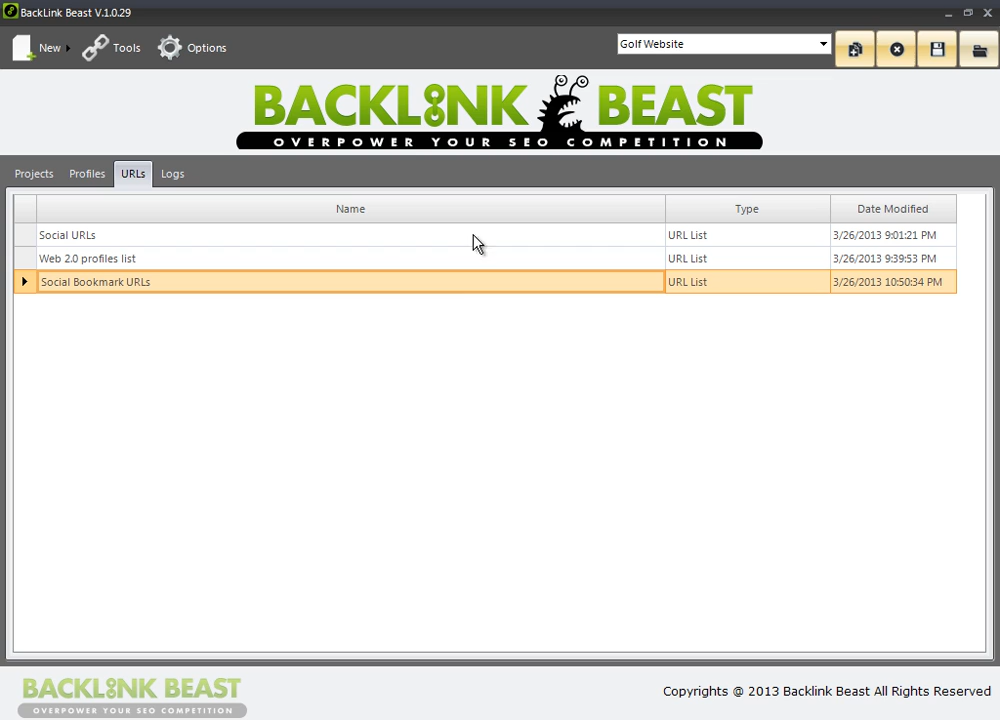 BackLink Beast V.1.0.29
New Tools Options Golf Website
BACKLINK BEAST
OVERPOWER YOUR SEO COMPETITION
Projects Profiles URLs Logs
Name Type Date Modified
Social URLs URL List 3/26/2013 9:01:21 PM
Web 2.0 profiles list URL List 3/26/2013 9:39:53 PM
Social Bookmark URLs URL List 3/26/2013 10:50:34 PM
BACKLINK BEAST
OVERPOWER YOUR SEO COMPETITION
Copyrights @ 2013 Backlink Beast All Rights Reserved